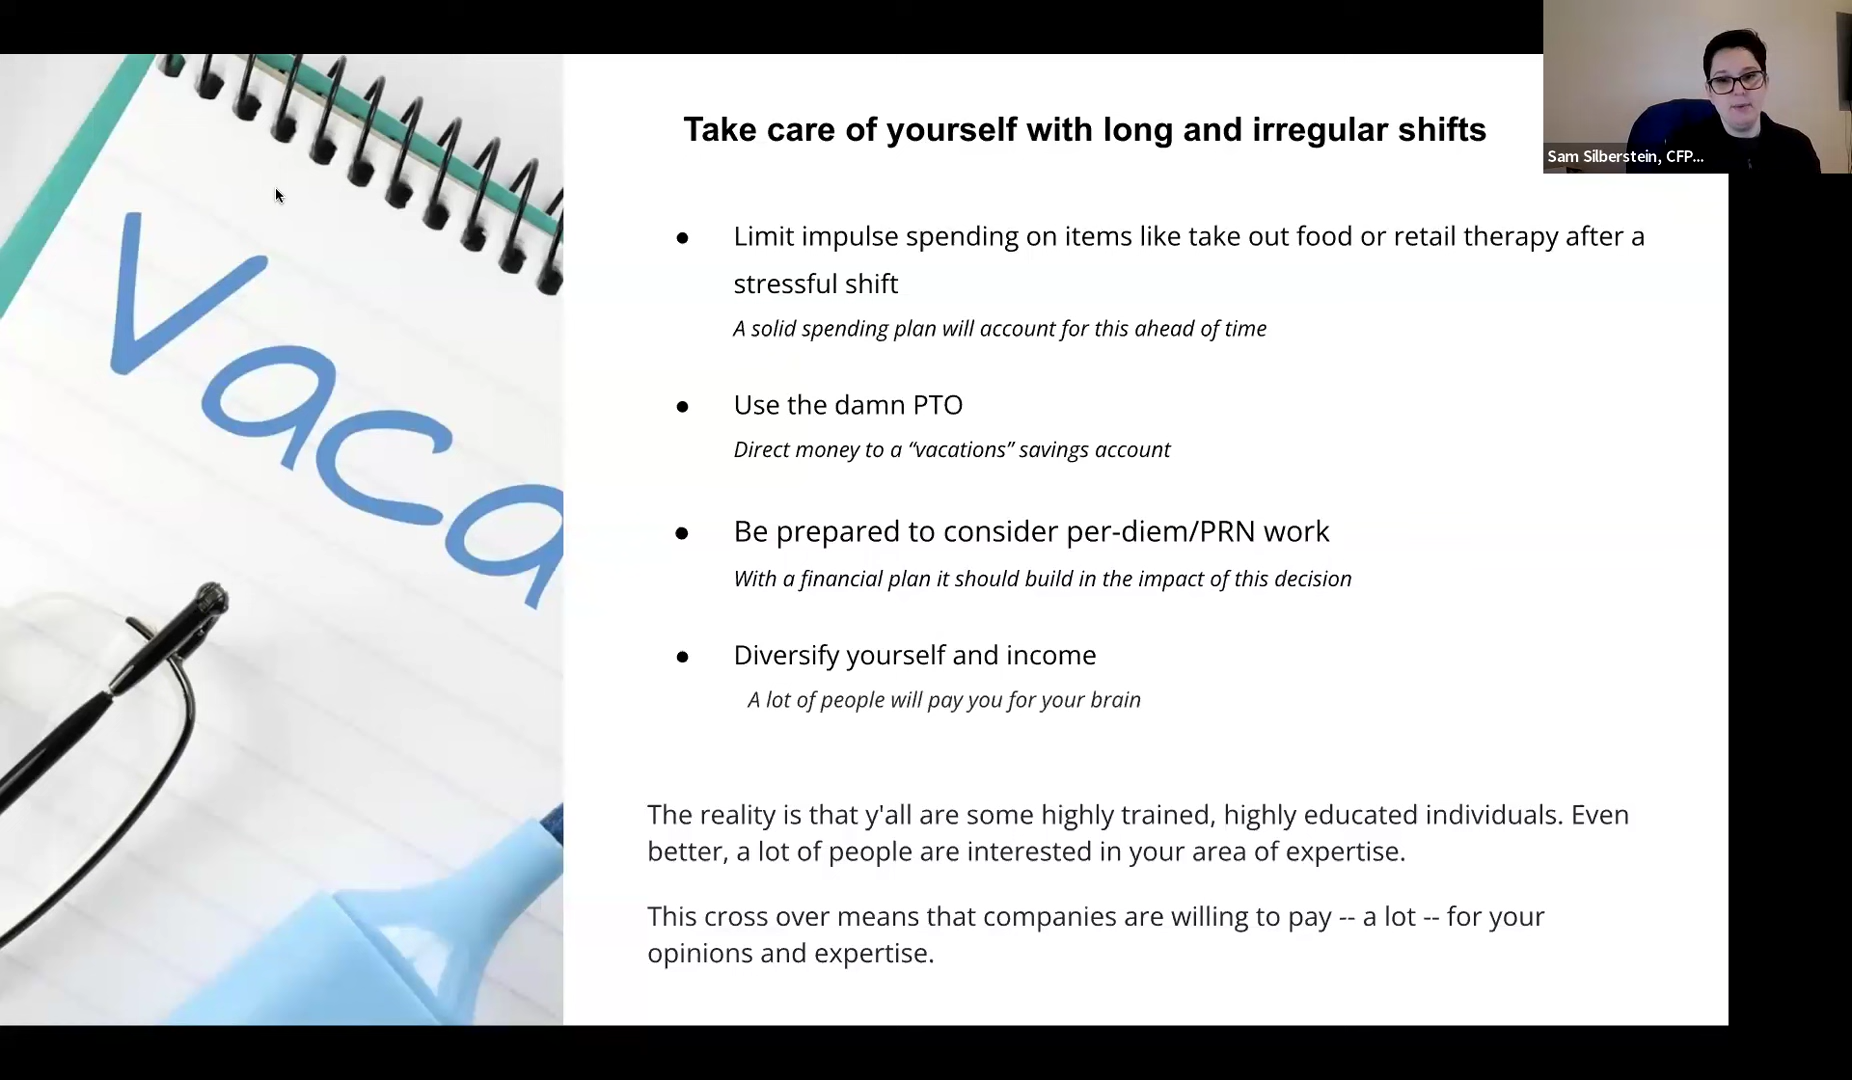 Take care of yourself with long and irregular shifts
Sam Silberstein, CFP...
Vaca
● Limit impulse spending on items like take out food or retail therapy after a
stressful shift
A solid spending plan will account for this ahead of time
● Use the damn PTO
Direct money to a “vacations” savings account
● Be prepared to consider per-diem/PRN work
With a financial plan it should build in the impact of this decision
● Diversify yourself and income
A lot of people will pay you for your brain
The reality is that y'all are some highly trained, highly educated individuals. Even
better, a lot of people are interested in your area of expertise.
This cross over means that companies are willing to pay -- a lot -- for your
opinions and expertise.